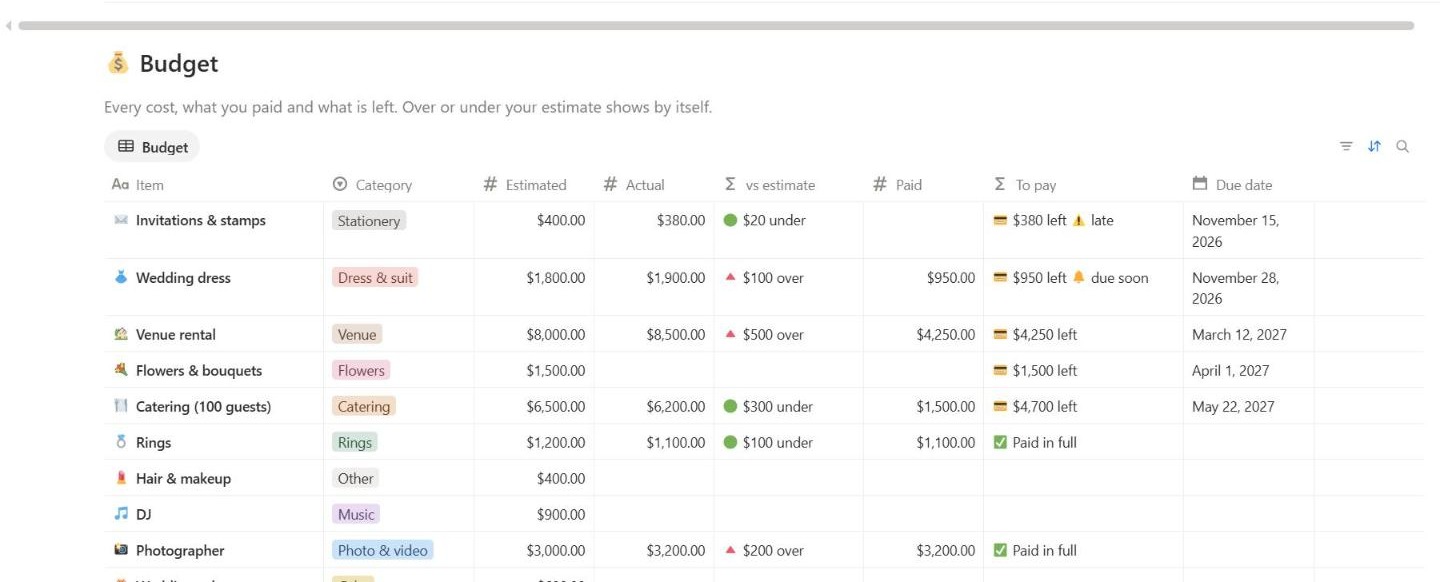 Budget
Every cost, what you paid and what is left. Over or under your estimate shows by itself.
Budget
Aa Item Category # Estimated # Actual Σ vs estimate # Paid Σ To pay Due date
Invitations & stamps Stationery $400.00 $380.00 $20 under $380 left late November 15, 2026
Wedding dress Dress & suit $1,800.00 $1,900.00 $100 over $950.00 $950 left due soon November 28, 2026
Venue rental Venue $8,000.00 $8,500.00 $500 over $4,250.00 $4,250 left March 12, 2027
Flowers & bouquets Flowers $1,500.00 $1,500 left April 1, 2027
Catering (100 guests) Catering $6,500.00 $6,200.00 $300 under $1,500.00 $4,700 left May 22, 2027
Rings Rings $1,200.00 $1,100.00 $100 under $1,100.00 Paid in full
Hair & makeup Other $400.00
DJ Music $900.00
Photographer Photo & video $3,000.00 $3,200.00 $200 over $3,200.00 Paid in full